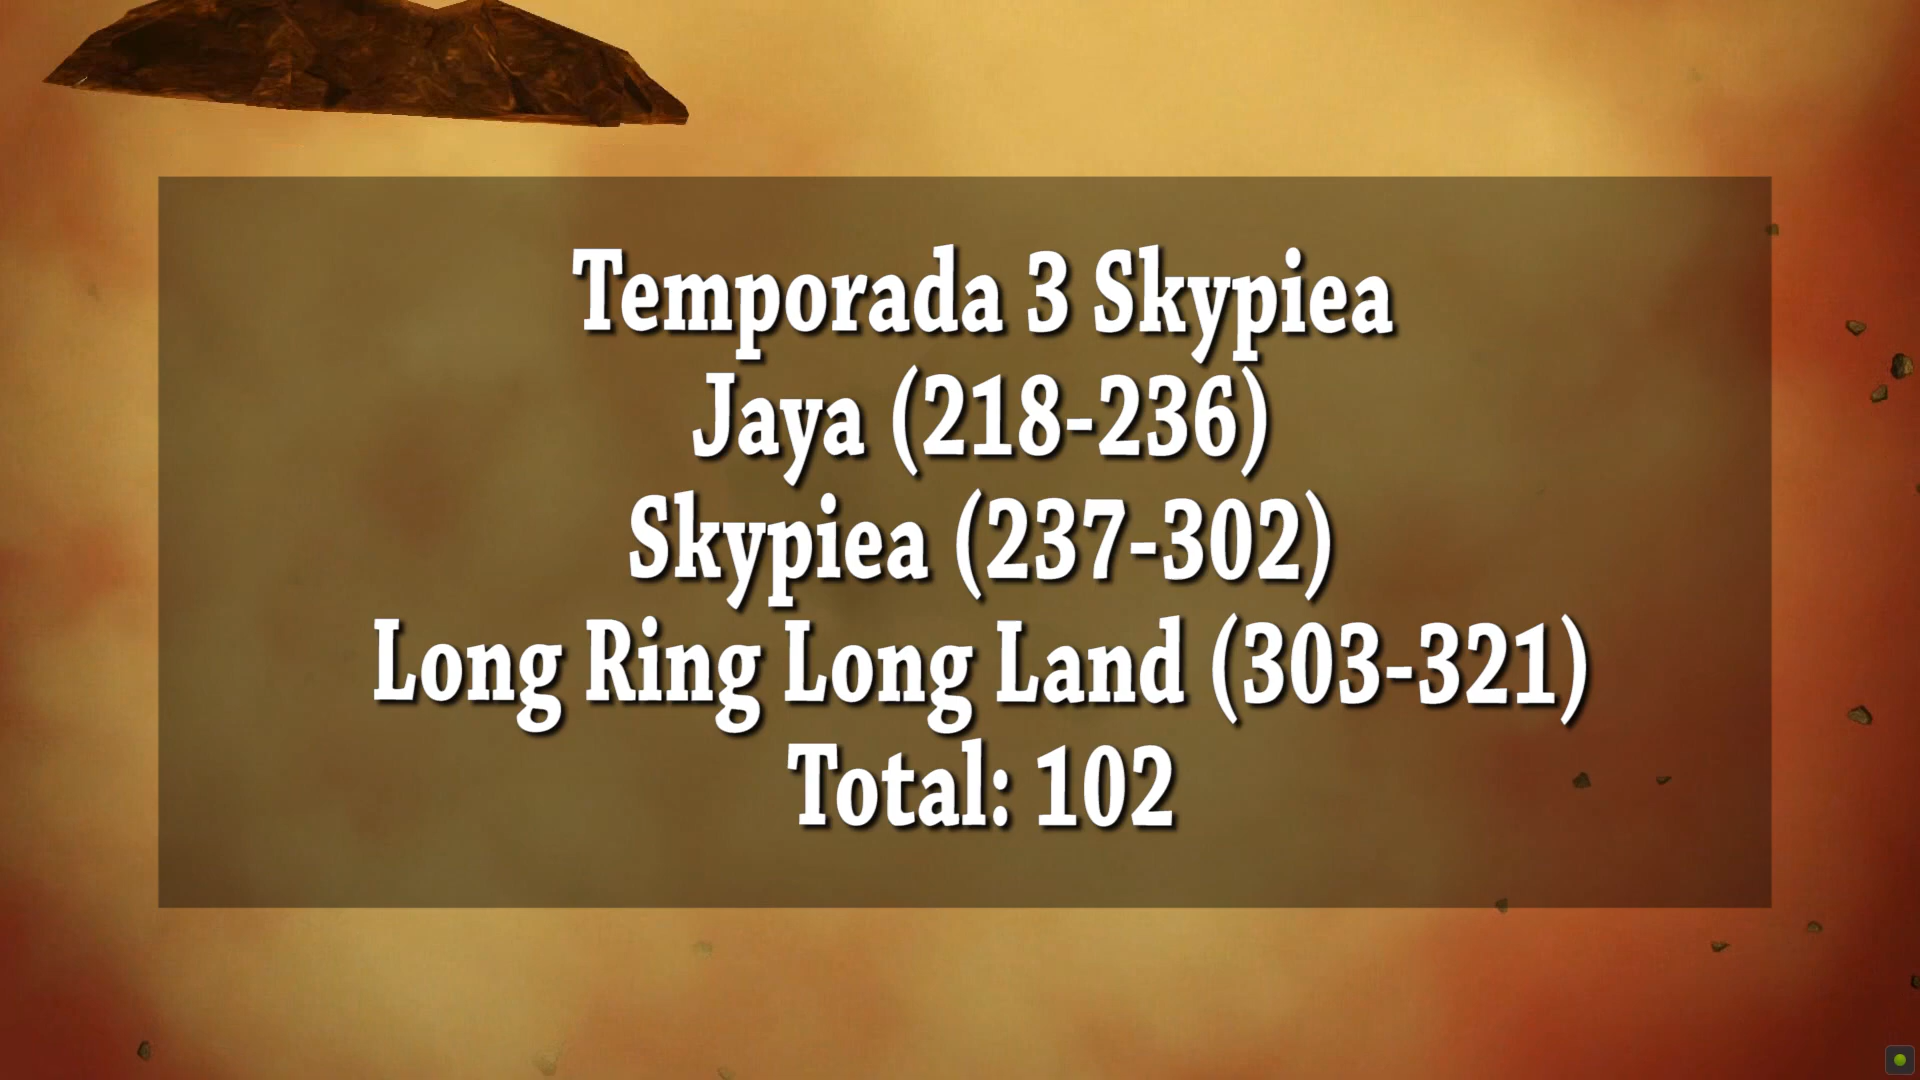 Temporada 3 Skypiea
Jaya (218-236)
Skypiea (237-302)
Long Ring Long Land (303-321)
Total: 102